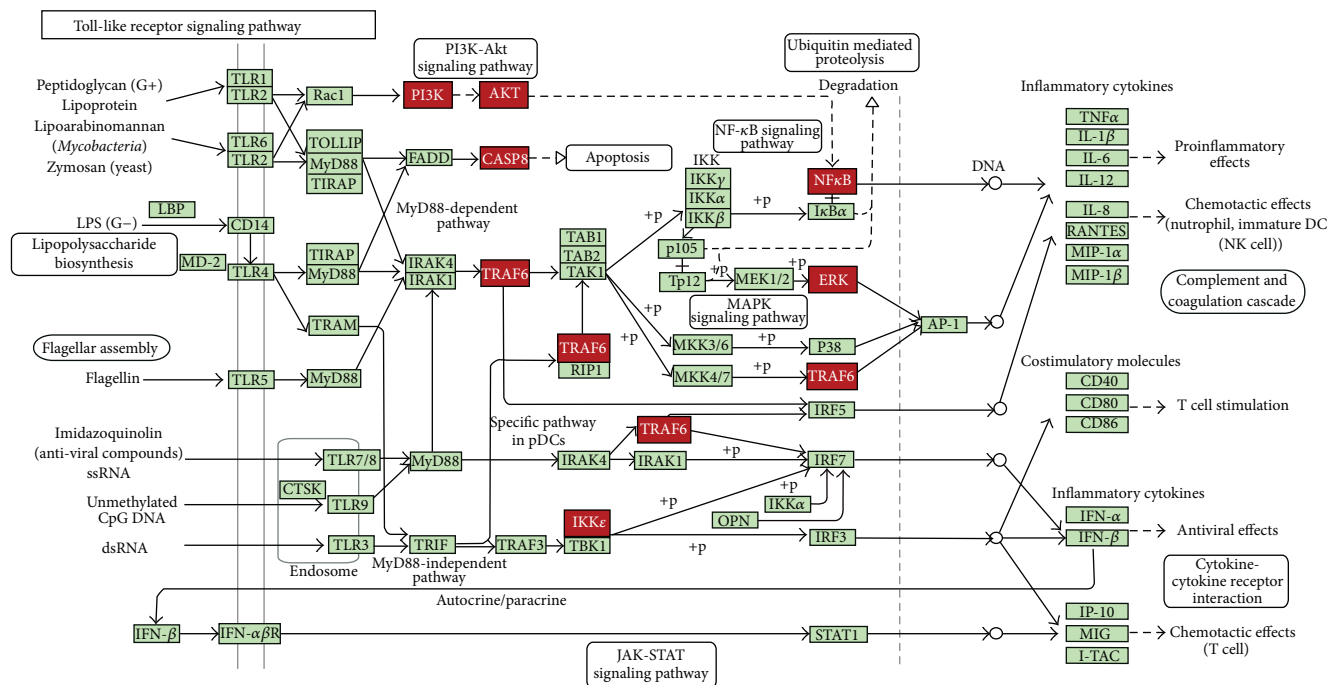 Toll-like receptor signaling pathway
PI3K-Akt
signaling pathway
Ubiquitin mediated
proteolysis
Peptidoglycan (G+)
Lipoprotein
Lipoarabinomannan
(Mycobacteria)
Zymosan (yeast)
TLR1
TLR2
TLR6
TLR2
Rac1
PI3K
AKT
TOLLIP
MyD88
TIRAP
FADD
CASP8
Apoptosis
Degradation
NF-κB signaling
pathway
IKK
IKKγ
IKKα
IKKβ
+p
+p
NFκB
IκBα
DNA
Inflammatory cytokines
TNFα
IL-1β
IL-6
IL-12
Proinflammatory
effects
IL-8
RANTES
MIP-1α
MIP-1β
Chemotactic effects
(nutrophil, immature DC
(NK cell))
Complement and
coagulation cascade
LBP
LPS (G−)
CD14
Lipopolysaccharide
biosynthesis
MD-2
TLR4
MyD88-dependent
pathway
TIRAP
MyD88
IRAK4
IRAK1
TRAF6
TAB1
TAB2
TAK1
p105
Tp12
+p
MEK1/2
+p
ERK
MAPK
signaling pathway
TRAM
+p
+p
TRAF6
RIP1
MKK3/6
+p
P38
MKK4/7
+p
TRAF6
AP-1
Flagellar assembly
Flagellin
TLR5
MyD88
IRF5
Costimulatory molecules
CD40
CD80
CD86
T cell stimulation
Imidazoquinolin
(anti-viral compounds)
ssRNA
TLR7/8
MyD88
Specific pathway
in pDCs
IRAK4
TRAF6
IRAK1
+p
IRF7
Unmethylated
CpG DNA
CTSK
TLR9
+p
IKKα
OPN
dsRNA
TLR3
Endosome
TRIF
MyD88-independent
pathway
TRAF3
IKKε
TBK1
+p
IRF3
Inflammatory cytokines
IFN-α
IFN-β
Antiviral effects
Cytokine-
cytokine receptor
interaction
Autocrine/paracrine
IFN-β
IFN-αβR
STAT1
JAK-STAT
signaling pathway
IP-10
MIG
I-TAC
Chemotactic effects
(T cell)